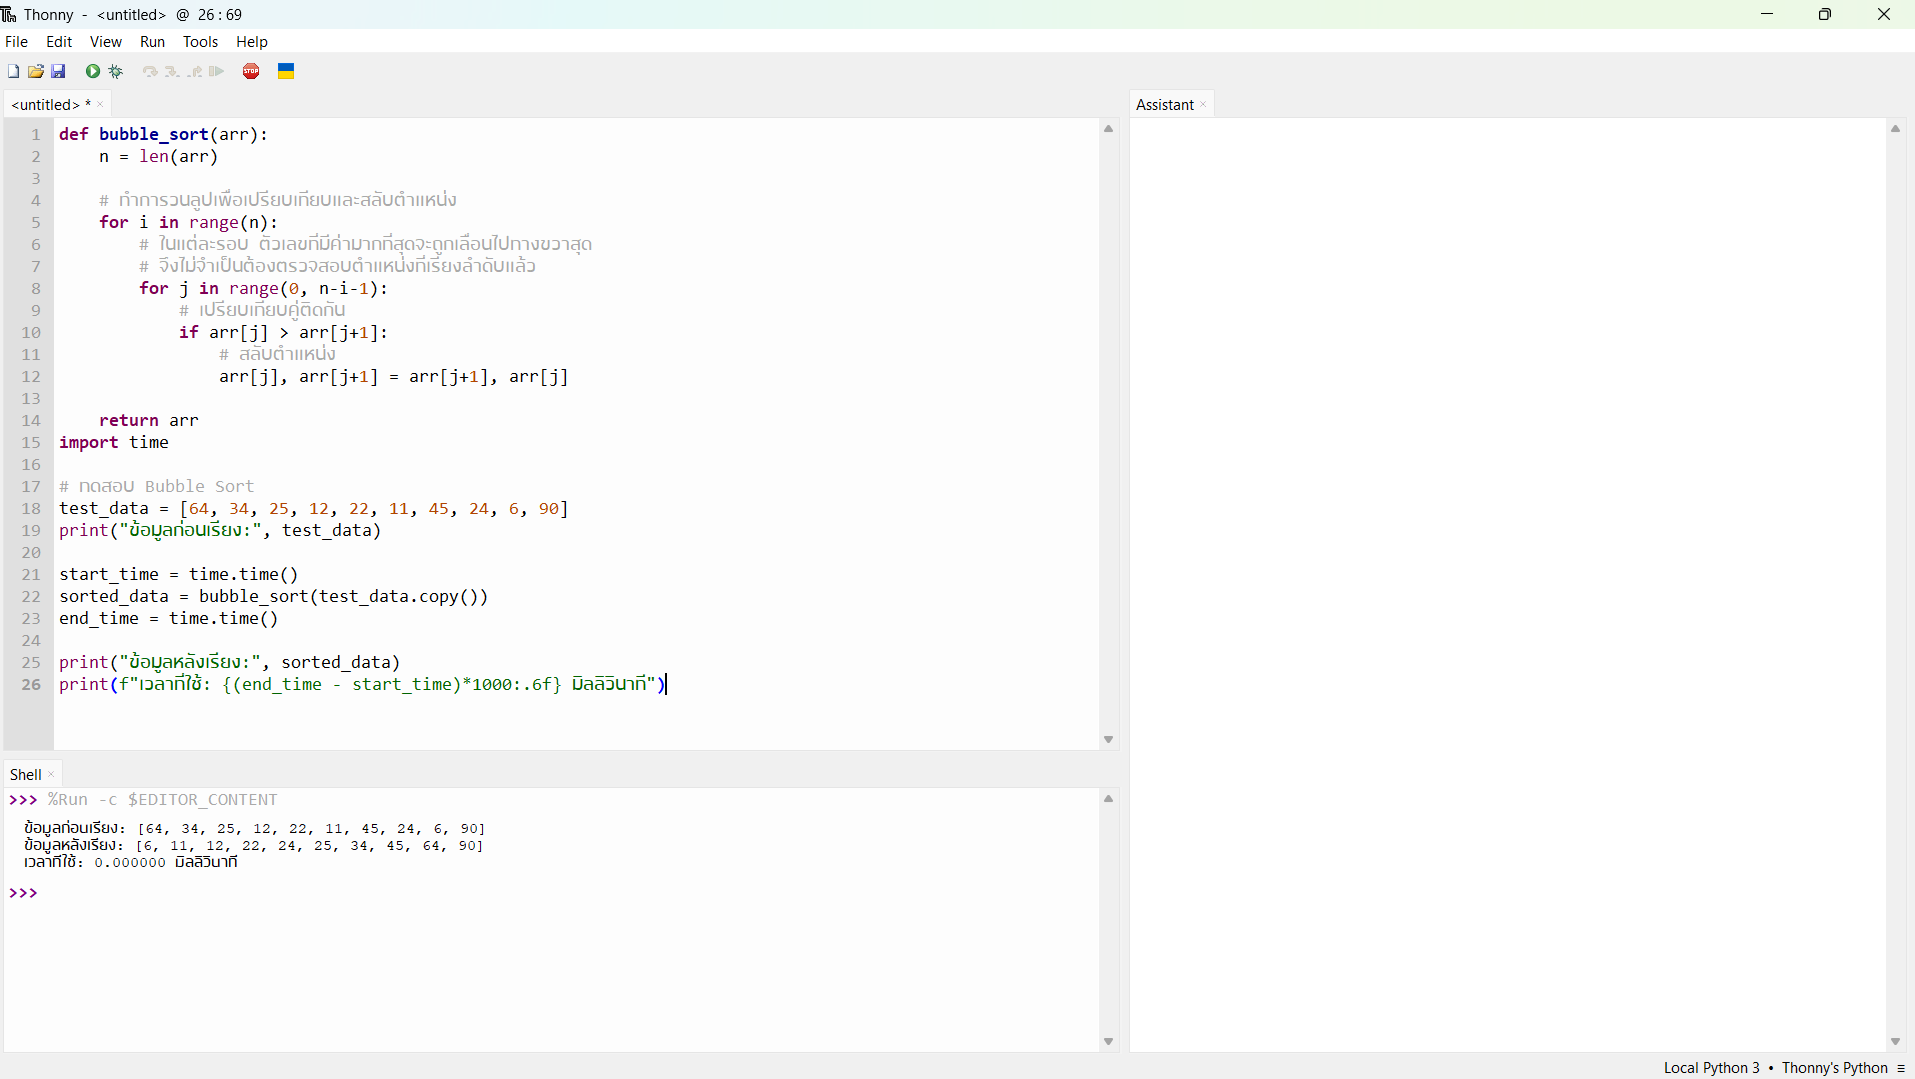 Thonny - <untitled> @ 26 : 69
File Edit View Run Tools Help
STOP
<untitled> * ×
1 def bubble_sort(arr):
2     n = len(arr)
3
4     # ทำการวนลูปเพื่อเปรียบเทียบและสลับตำแหน่ง
5     for i in range(n):
6         # ในแต่ละรอบ ตัวเลขที่มีค่ามากที่สุดจะถูกเลื่อนไปทางขวาสุด
7         # จึงไม่จำเป็นต้องตรวจสอบตำแหน่งที่เรียงลำดับแล้ว
8         for j in range(0, n-i-1):
9             # เปรียบเทียบคู่ติดกัน
10             if arr[j] > arr[j+1]:
11                 # สลับตำแหน่ง
12                 arr[j], arr[j+1] = arr[j+1], arr[j]
13
14     return arr
15 import time
16
17 # ทดสอบ Bubble Sort
18 test_data = [64, 34, 25, 12, 22, 11, 45, 24, 6, 90]
19 print("ข้อมูลก่อนเรียง:", test_data)
20
21 start_time = time.time()
22 sorted_data = bubble_sort(test_data.copy())
23 end_time = time.time()
24
25 print("ข้อมูลหลังเรียง:", sorted_data)
26 print(f"เวลาที่ใช้: {(end_time - start_time)*1000:.6f} มิลลิวินาที")
Shell ×
>>> %Run -c $EDITOR_CONTENT
ข้อมูลก่อนเรียง: [64, 34, 25, 12, 22, 11, 45, 24, 6, 90]
ข้อมูลหลังเรียง: [6, 11, 12, 22, 24, 25, 34, 45, 64, 90]
เวลาที่ใช้: 0.000000 มิลลิวินาที
>>>
Assistant ×
Local Python 3 • Thonny's Python ≡